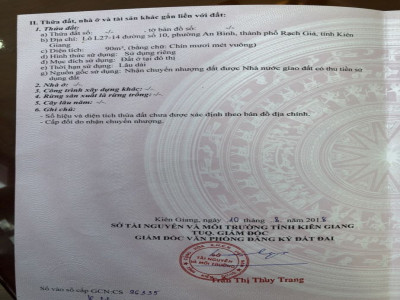 II. Thửa đất, nhà ở và tài sản khác gắn liền với đất:
1. Thửa đất:
a) Thửa đất số: -/-, tờ bản đồ số: -/-
b) Địa chỉ: Lô L27-14 đường số 10, phường An Bình, thành phố Rạch Giá, tỉnh Kiên
Giang
c) Diện tích: 90m², (bằng chữ: Chín mươi mét vuông)
d) Hình thức sử dụng: Sử dụng riêng
đ) Mục đích sử dụng: Đất ở tại đô thị
e) Thời hạn sử dụng: Lâu dài
g) Nguồn gốc sử dụng: Nhận chuyển nhượng đất được Nhà nước giao đất có thu tiền sử
dụng đất
2. Nhà ở: -/-
3. Công trình xây dựng khác: -/-
4. Rừng sản xuất là rừng trồng: -/-
5. Cây lâu năm: -/-
6. Ghi chú:
- Số hiệu và diện tích thửa đất chưa được xác định theo bản đồ địa chính.
- Cấp đổi do nhận chuyển nhượng.
Kiên Giang, ngày 10 tháng năm 2018
SỞ TÀI NGUYÊN VÀ MÔI TRƯỜNG TỈNH KIÊN GIANG
TUQ. GIÁM ĐỐC
GIÁM ĐỐC VĂN PHÒNG ĐĂNG KÝ ĐẤT ĐAI
SỞ
TÀI NGUYÊN
VÀ MÔI TRƯỜNG
Trần Thị Thùy Trang
Số vào sổ cấp GCN: CS